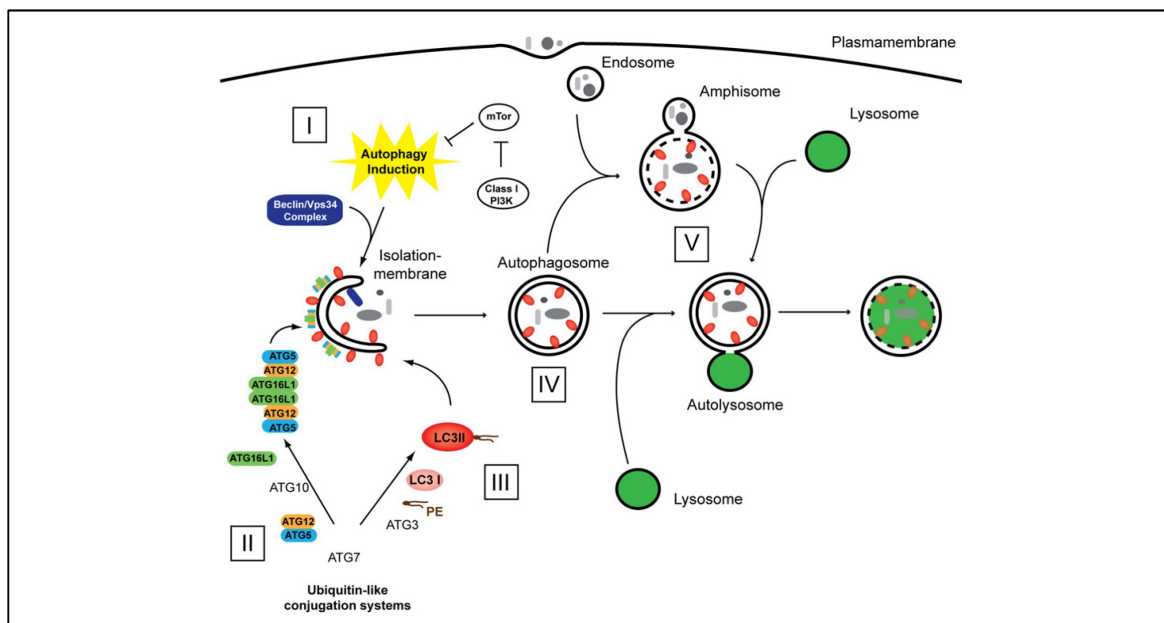 Plasmamembrane
Endosome
Amphisome
Lysosome
I
mTor
Autophagy
Induction
Class I
PI3K
Beclin/Vps34
Complex
Isolation-
membrane
Autophagosome
V
IV
Autolysosome
ATG5
ATG12
ATG16L1
ATG16L1
ATG12
ATG5
LC3II
ATG16L1
LC3 I
III
ATG10
PE
Lysosome
ATG3
ATG12
ATG5
II
ATG7
Ubiquitin-like
conjugation systems